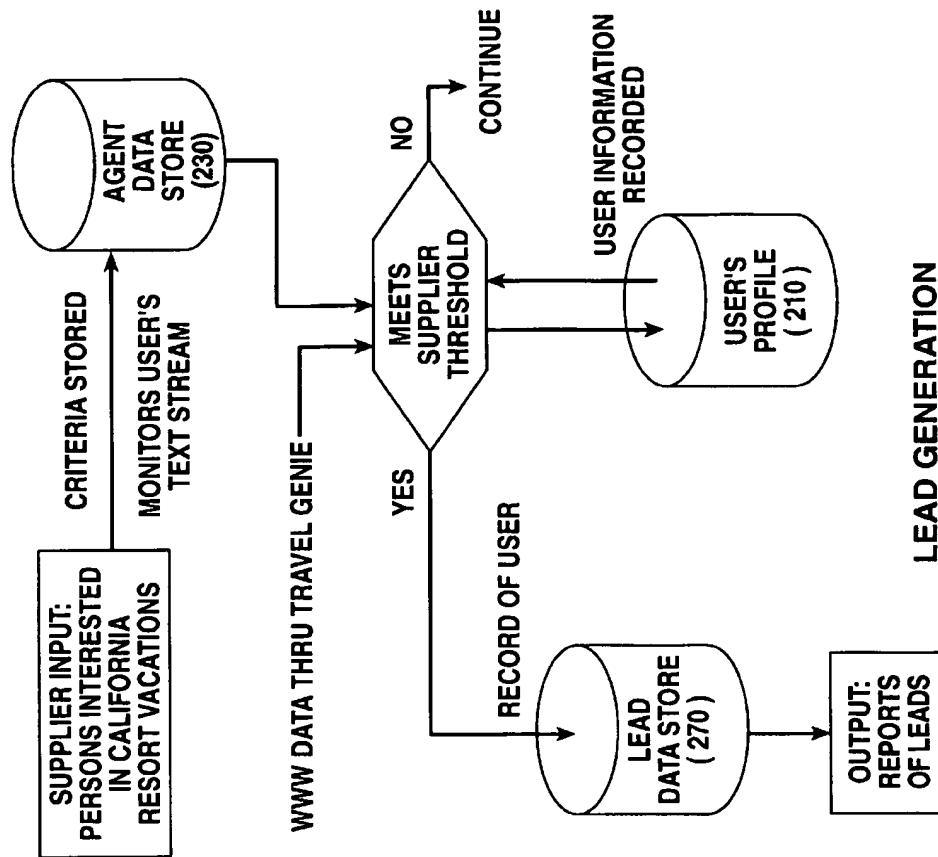 SUPPLIER INPUT:
PERSONS INTERESTED
IN CALIFORNIA
RESORT VACATIONS
CRITERIA STORED
MONITORS USER'S
TEXT STREAM
AGENT
DATA
STORE
(230)
WWW DATA THRU TRAVEL GENIE
MEETS
SUPPLIER
THRESHOLD
YES
NO
CONTINUE
RECORD OF USER
USER INFORMATION
RECORDED
LEAD
DATA STORE
( 270 )
USER'S
PROFILE
( 210 )
OUTPUT:
REPORTS
OF LEADS
LEAD GENERATION